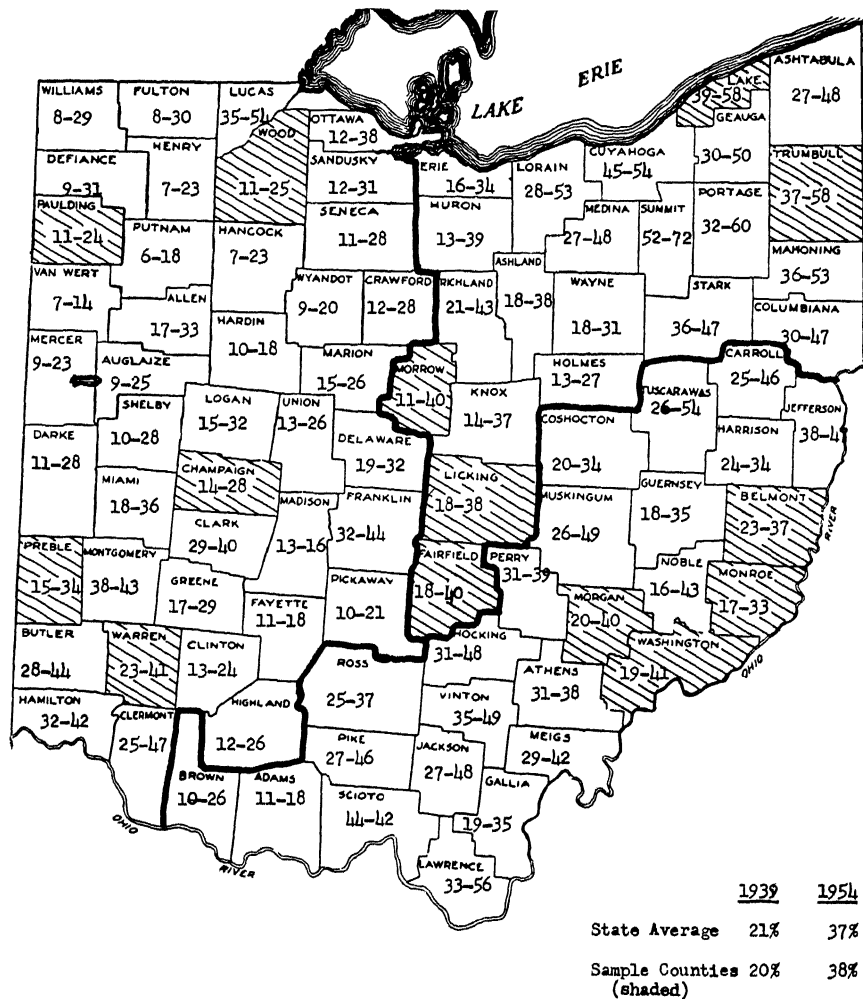 LAKE ERIE
ASHTABULA
27-48
LAKE
39-58
GEAUGA
30-50
WILLIAMS
8-29
FULTON
8-30
LUCAS
35-54
WOOD
11-25
OTTAWA
12-38
CUYAHOGA
45-54
TRUMBULL
37-58
DEFIANCE
9-31
HENRY
7-23
SANDUSKY
12-31
ERIE
16-34
LORAIN
28-53
PORTAGE
32-60
PAULDING
11-24
PUTNAM
6-18
HANCOCK
7-23
SENECA
11-28
HURON
13-39
MEDINA
27-48
SUMMIT
52-72
MAHONING
36-53
VAN WERT
7-14
ALLEN
17-33
WYANDOT
9-20
CRAWFORD
12-28
RICHLAND
21-43
ASHLAND
18-38
WAYNE
18-31
STARK
36-47
COLUMBIANA
30-47
MERCER
9-23
AUGLAIZE
9-25
HARDIN
10-18
MARION
15-26
MORROW
11-40
KNOX
14-37
HOLMES
13-27
TUSCARAWAS
26-54
CARROLL
25-46
JEFFERSON
38-4
DARKE
11-28
SHELBY
10-28
LOGAN
15-32
UNION
13-26
DELAWARE
19-32
COSHOCTON
20-34
HARRISON
24-34
MIAMI
18-36
CHAMPAIGN
14-28
LICKING
18-38
MUSKINGUM
26-49
GUERNSEY
18-35
BELMONT
23-37
CLARK
29-40
MADISON
13-16
FRANKLIN
32-44
PREBLE
15-34
MONTGOMERY
38-43
GREENE
17-29
FAYETTE
11-18
PICKAWAY
10-21
FAIRFIELD
18-40
PERRY
31-39
MORGAN
20-40
NOBLE
16-43
MONROE
17-33
BUTLER
28-44
WARREN
23-41
CLINTON
13-24
ROSS
25-37
HOCKING
31-48
ATHENS
31-38
WASHINGTON
19-41
HAMILTON
32-42
CLERMONT
25-47
HIGHLAND
12-26
PIKE
27-46
VINTON
35-49
JACKSON
27-48
MEIGS
29-42
BROWN
10-26
ADAMS
11-18
SCIOTO
44-42
GALLIA
19-35
LAWRENCE
33-56
OHIO
RIVER
OHIO
RIVER
1939 1954
State Average 21% 37%
Sample Counties 20% 38%
(shaded)